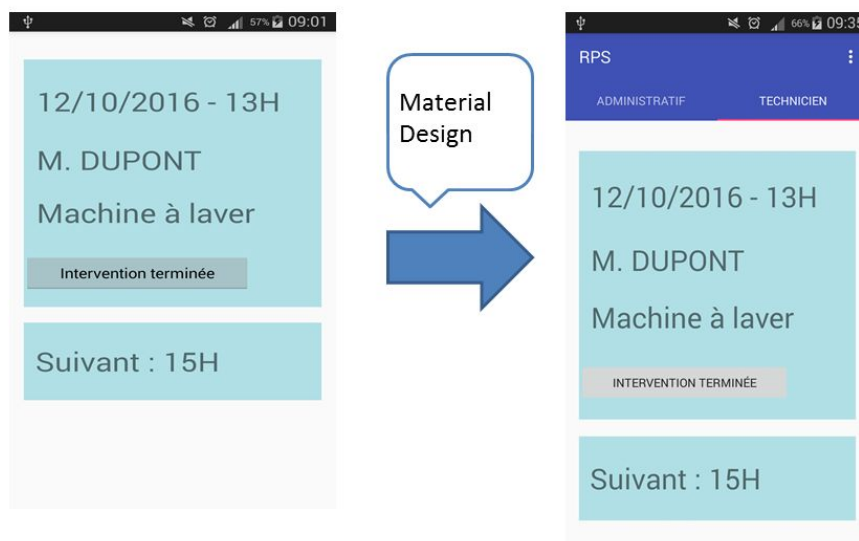 57% 09:01
12/10/2016 - 13H
M. DUPONT
Machine à laver
Intervention terminée
Suivant : 15H
Material
Design
66% 09:35
RPS
ADMINISTRATIF TECHNICIEN
12/10/2016 - 13H
M. DUPONT
Machine à laver
INTERVENTION TERMINÉE
Suivant : 15H